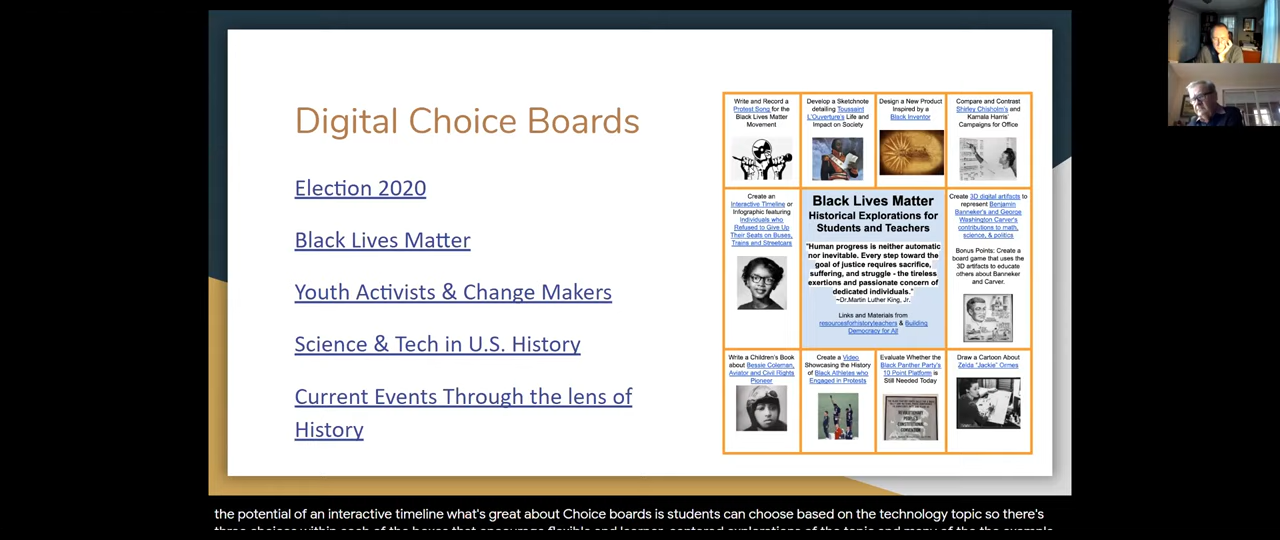 Digital Choice Boards
Election 2020
Black Lives Matter
Youth Activists & Change Makers
Science & Tech in U.S. History
Current Events Through the lens of
History
Write and Record a
Protest Song for the
Black Lives Matter
Movement
Develop a Sketchnote
detailing Toussaint
L'Ouverture's Life and
Impact on Society
Design a New Product
Inspired by a
Black Inventor
Compare and Contrast
Shirley Chisholm's and
Kamala Harris'
Campaigns for Office
Create an
Interactive Timeline or
Infographic featuring
Individuals who
Refused to Give Up
Their Seats on Buses,
Trains and Streetcars
Black Lives Matter
Historical Explorations for
Students and Teachers
"Human progress is neither automatic
nor inevitable. Every step toward the
goal of justice requires sacrifice,
suffering, and struggle - the tireless
exertions and passionate concern of
dedicated individuals."
~Dr.Martin Luther King, Jr.
Links and Materials from
resourcesforhistoryteachers & Building
Democracy for All
Create 3D digital artifacts to
represent Benjamin
Banneker's and George
Washington Carver's
contributions to math,
science, & politics
Bonus Points: Create a
board game that uses the
3D artifacts to educate
others about Banneker
and Carver.
Write a Children's Book
about Bessie Coleman,
Aviator and Civil Rights
Pioneer
Create a Video
Showcasing the History
of Black Athletes who
Engaged in Protests
Evaluate Whether the
Black Panther Party's
10 Point Platform is
Still Needed Today
Draw a Cartoon About
Zelda "Jackie" Ormes
the potential of an interactive timeline what's great about Choice boards is students can choose based on the technology topic so there's